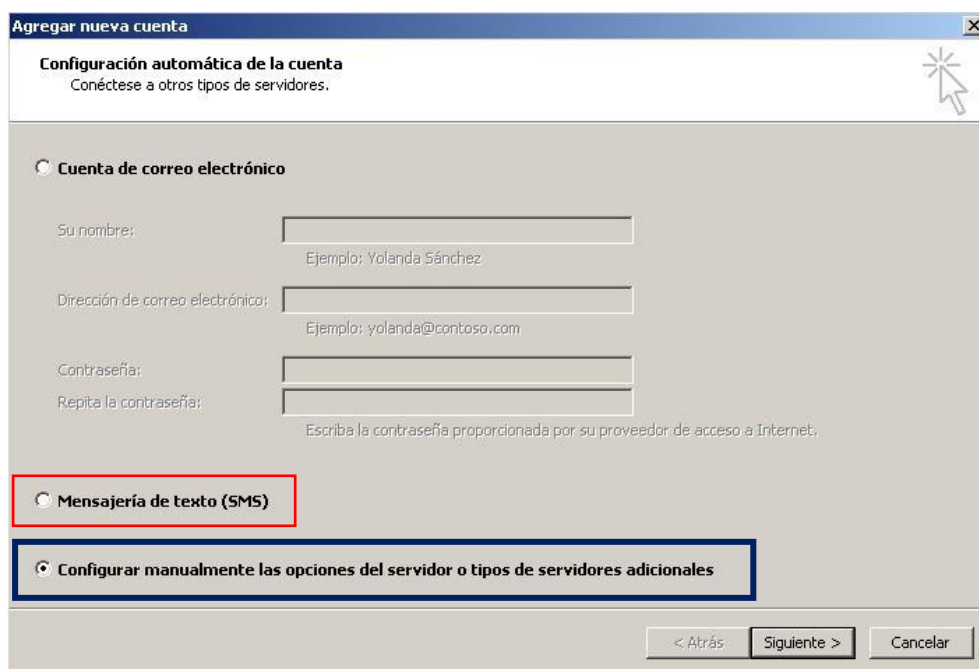 Agregar nueva cuenta
Configuración automática de la cuenta
Conéctese a otros tipos de servidores.
Cuenta de correo electrónico
Su nombre:
Ejemplo: Yolanda Sánchez
Dirección de correo electrónico:
Ejemplo: yolanda@contoso.com
Contraseña:
Repita la contraseña:
Escriba la contraseña proporcionada por su proveedor de acceso a Internet.
Mensajería de texto (SMS)
Configurar manualmente las opciones del servidor o tipos de servidores adicionales
< Atrás Siguiente > Cancelar